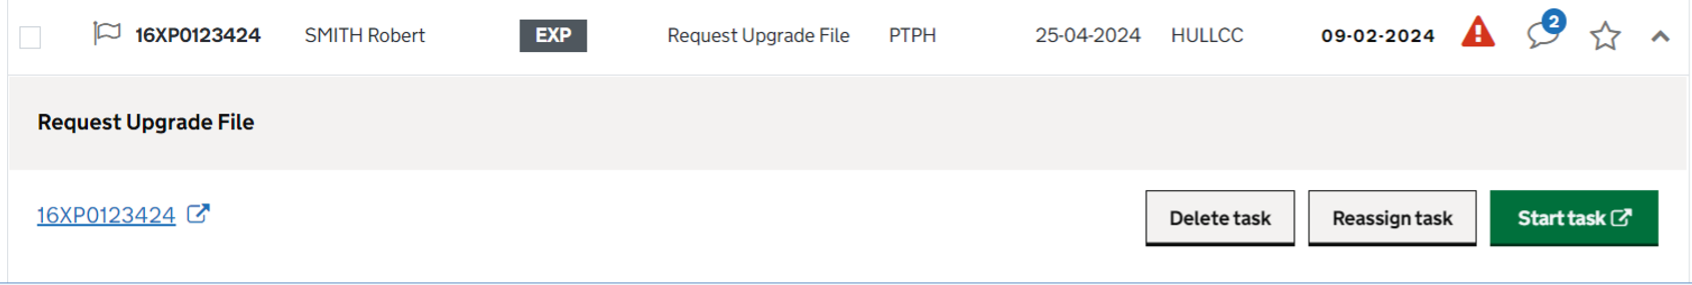 16XP0123424 SMITH Robert EXP Request Upgrade File PTPH 25-04-2024 HULLCC 09-02-2024 2
Request Upgrade File
16XP0123424 Delete task Reassign task Start task